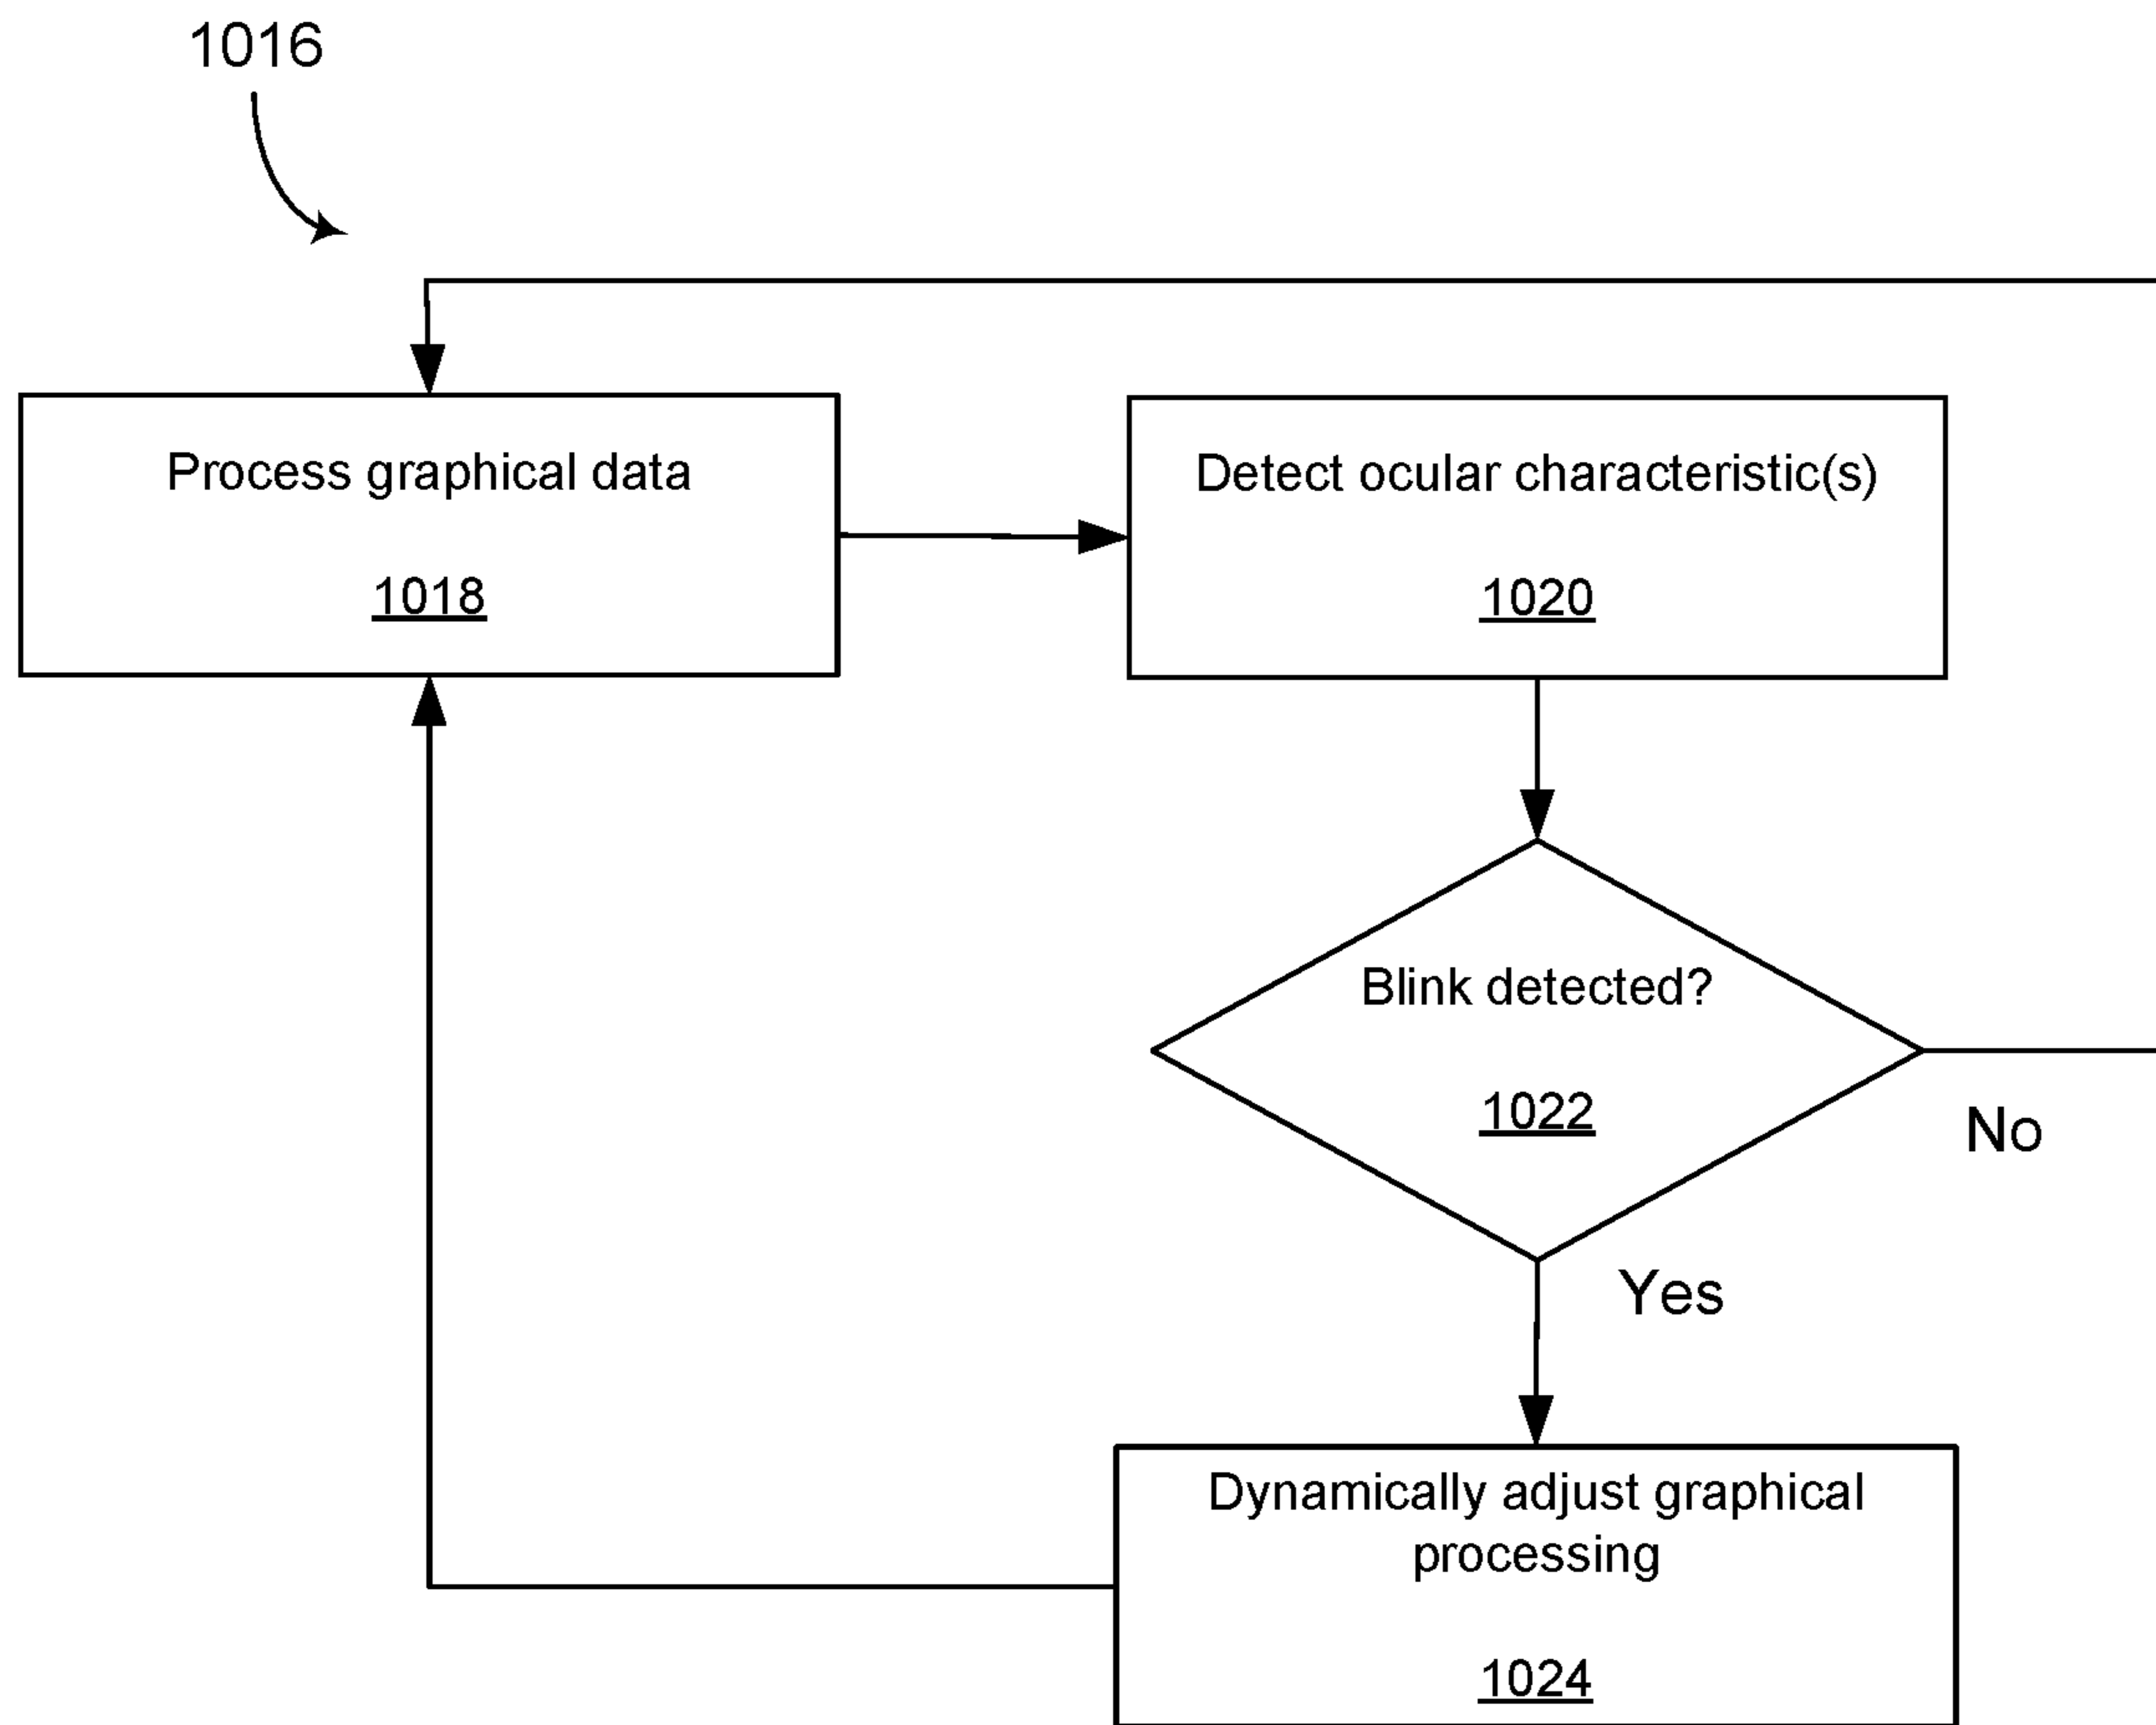 1016
Process graphical data
1018
Detect ocular characteristic(s)
1020
Blink detected?
1022
No
Yes
Dynamically adjust graphical
processing
1024